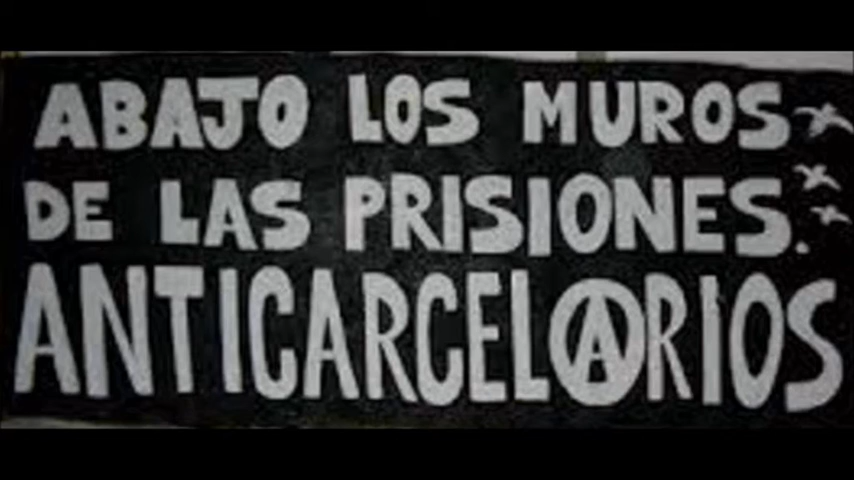 ABAJO LOS MUROS
DE LAS PRISIONES.
ANTICARCELARIOS